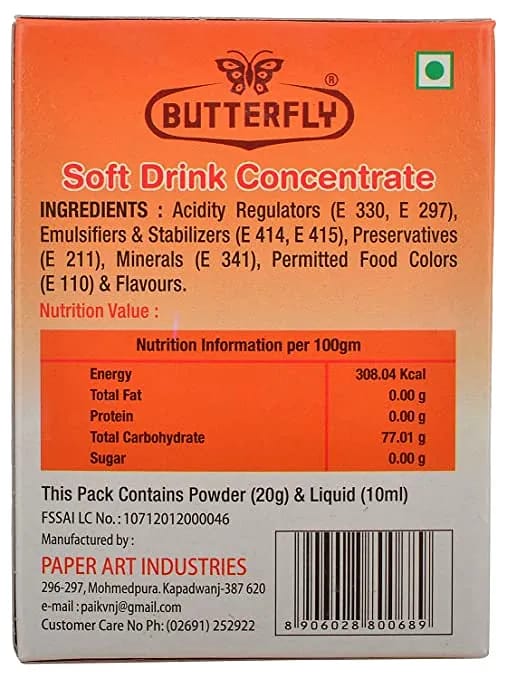 BUTTERFLY ®
Soft Drink Concentrate
INGREDIENTS : Acidity Regulators (E 330, E 297),
Emulsifiers & Stabilizers (E 414, E 415), Preservatives
(E 211), Minerals (E 341), Permitted Food Colors
(E 110) & Flavours.
Nutrition Value :
Nutrition Information per 100gm
Energy 308.04 Kcal
Total Fat 0.00 g
Protein 0.00 g
Total Carbohydrate 77.01 g
Sugar 0.00 g
This Pack Contains Powder (20g) & Liquid (10ml)
FSSAI LC No. : 10712012000046
Manufactured by :
PAPER ART INDUSTRIES
296-297, Mohmedpura. Kapadwanj-387 620
e-mail : paikvnj@gmail.com
Customer Care No Ph: (02691) 252922
8 906028 800689